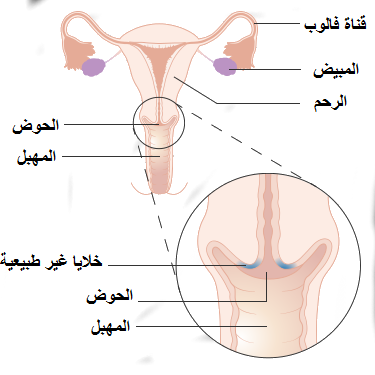 قناة فالوب
المبيض
الرحم
الحوض
المهبل
خلايا غير طبيعية
الحوض
المهبل